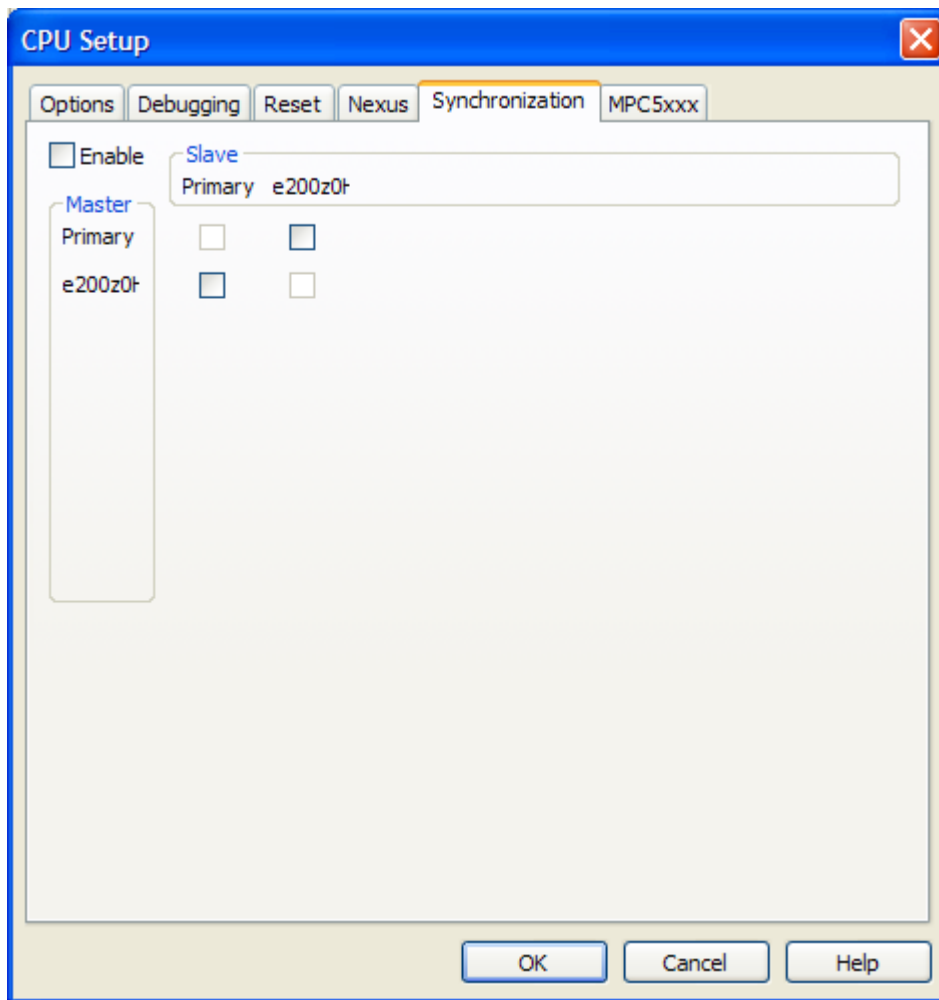 CPU Setup
Options Debugging Reset Nexus Synchronization MPC5xxx
Enable
Slave
Primary
Master
Primary
OK Cancel Help